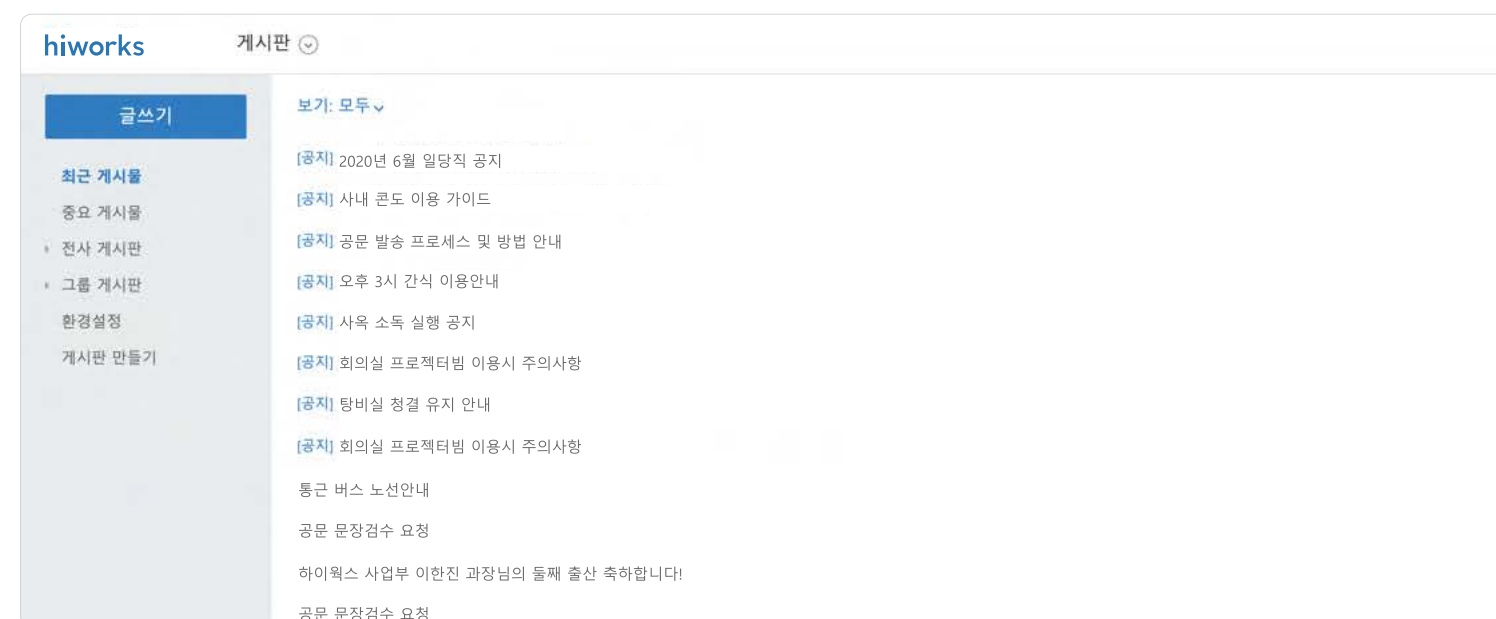 hiworks
게시판
글쓰기
최근 게시물
중요 게시물
전사 게시판
그룹 게시판
환경설정
게시판 만들기
보기: 모두
[공지] 2020년 6월 일당직 공지
[공지] 사내 콘도 이용 가이드
[공지] 공문 발송 프로세스 및 방법 안내
[공지] 오후 3시 간식 이용안내
[공지] 사옥 소독 실행 공지
[공지] 회의실 프로젝터빔 이용시 주의사항
[공지] 탕비실 청결 유지 안내
[공지] 회의실 프로젝터빔 이용시 주의사항
통근 버스 노선안내
공문 문장검수 요청
하이웍스 사업부 이한진 과장님의 둘째 출산 축하합니다!
공문 문장검수 요청